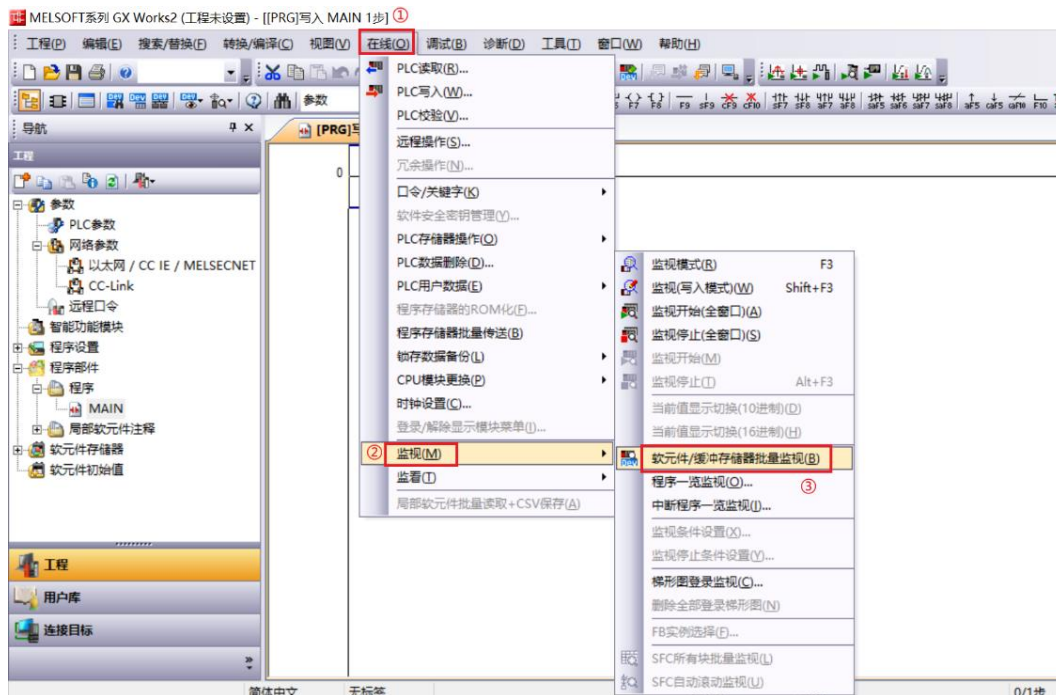 MELSOFT系列 GX Works2 (工程未设置) - [[PRG]写入 MAIN 1步] ①
工程(P) 编辑(E) 搜索/替换(F) 转换/编译(C) 视图(V) 在线(O) 调试(B) 诊断(D) 工具(T) 窗口(W) 帮助(H)
参数
F7 F8 F9 sF9 cF9 cF10 sF7 sF8 aF7 aF8 saF5 saF6 saF7 saF8 aF5 caF5 caF10 F10
导航
[PRG]写
工程
0
参数
PLC参数
网络参数
以太网 / CC IE / MELSECNET
CC-Link
远程口令
智能功能模块
程序设置
程序部件
程序
MAIN
局部软元件注释
软元件存储器
软元件初始值
工程
用户库
连接目标
PLC读取(R)...
PLC写入(W)...
PLC校验(V)...
远程操作(S)...
冗余操作(N)...
口令/关键字(K)
软件安全密钥管理(Y)...
PLC存储器操作(O)
PLC数据删除(D)...
PLC用户数据(E)
程序存储器的ROM化(F)...
程序存储器批量传送(B)
锁存数据备份(L)
CPU模块更换(P)
时钟设置(C)...
登录/解除显示模块菜单(I)...
② 监视(M)
监看(T)
局部软元件批量读取+CSV保存(A)
监视模式(R) F3
监视(写入模式)(W) Shift+F3
监视开始(全窗口)(A)
监视停止(全窗口)(S)
监视开始(M)
监视停止(T) Alt+F3
当前值显示切换(10进制)(D)
当前值显示切换(16进制)(H)
软元件/缓冲存储器批量监视(B)
程序一览监视(O)... ③
中断程序一览监视(J)...
监视条件设置(X)...
监视停止条件设置(Y)...
梯形图登录监视(C)...
删除全部登录梯形图(N)
FB实例选择(F)...
SFC所有块批量监视(L)
SFC自动滚动监视(U)
简体中文 无标签 0/1步